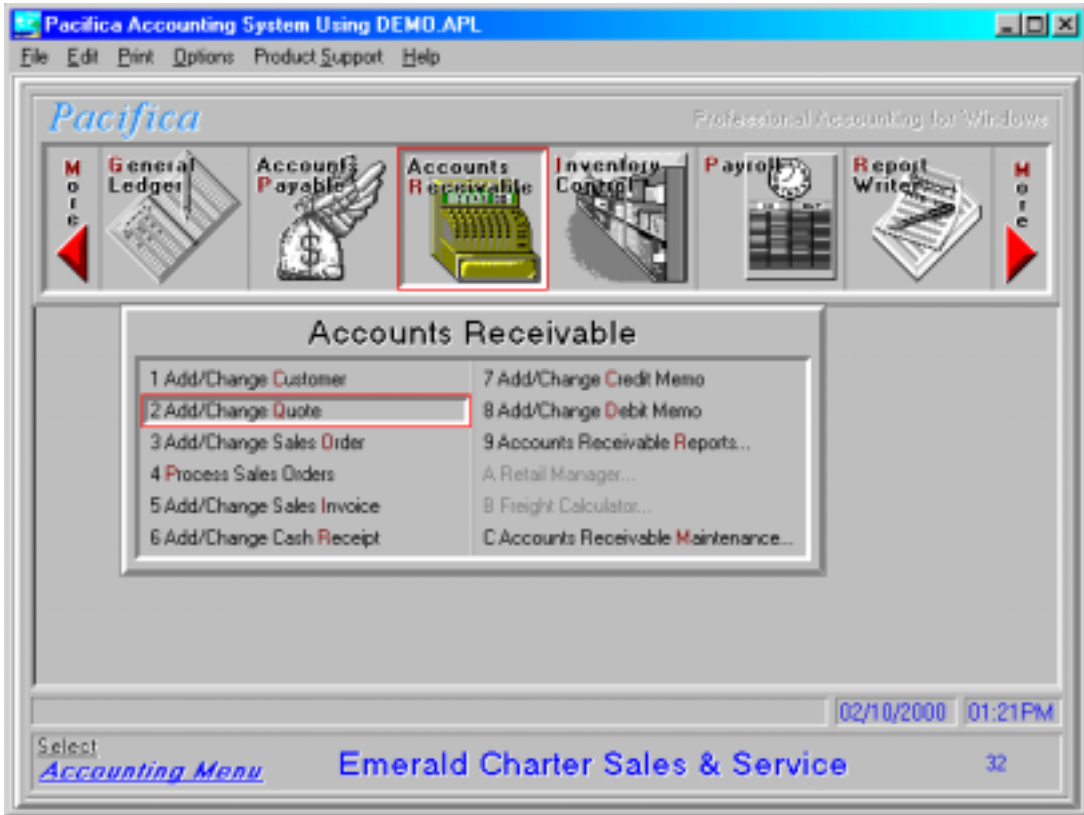 Pacifica Accounting System Using DEMO.APL
File Edit Print Options Product Support Help
Pacifica
Professional Accounting for Windows
More
General Ledger
Accounts Payable
Accounts Receivable
Inventory Control
Payroll
Report Writer
More
Accounts Receivable
1 Add/Change Customer
2 Add/Change Quote
3 Add/Change Sales Order
4 Process Sales Orders
5 Add/Change Sales Invoice
6 Add/Change Cash Receipt
7 Add/Change Credit Memo
8 Add/Change Debit Memo
9 Accounts Receivable Reports...
A Retail Manager...
B Freight Calculator...
C Accounts Receivable Maintenance...
02/10/2000 01:21PM
Select
Accounting Menu
Emerald Charter Sales & Service
32